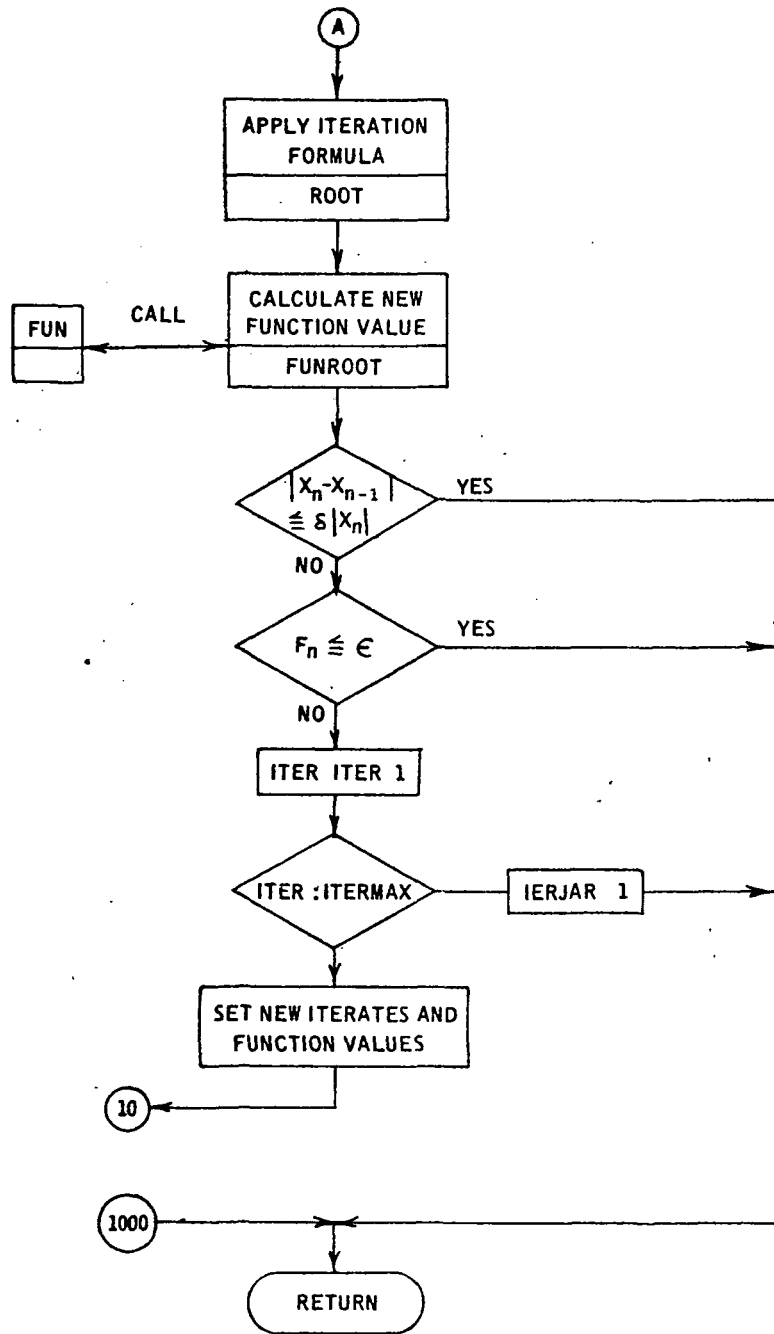 A
APPLY ITERATION
FORMULA
ROOT
CALCULATE NEW
FUNCTION VALUE
FUNROOT
FUN
CALL
|Xn-Xn-1|
≦ δ|Xn|
YES
NO
Fn ≦ ϵ
YES
NO
ITER ITER 1
ITER :ITERMAX
IERJAR 1
SET NEW ITERATES AND
FUNCTION VALUES
10
1000
RETURN